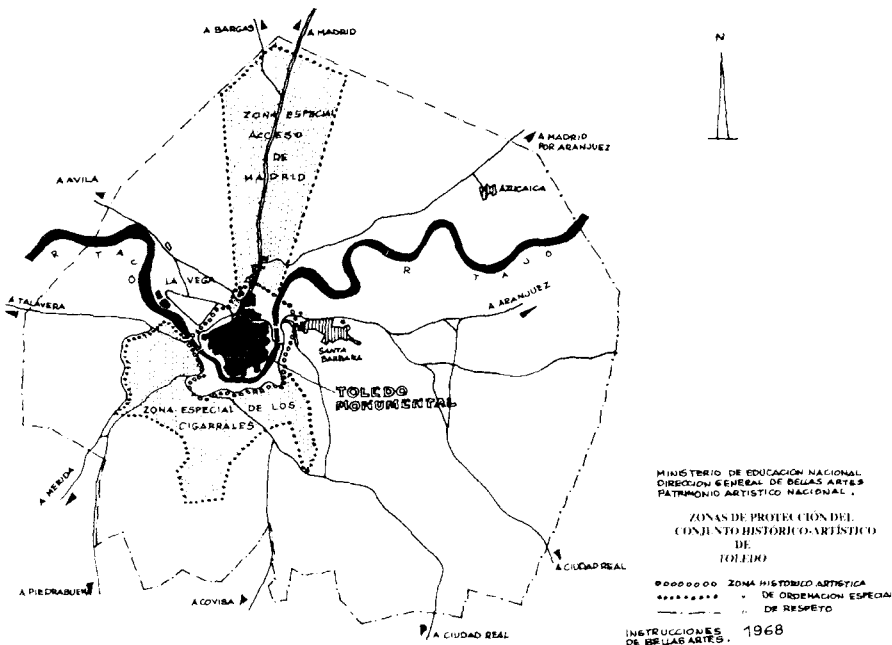 A BARGAS
A MADRID
N
ZONA ESPECIAL
ACCESO
DE
MADRID
A MADRID
POR ARANJUEZ
AZUCAICA
A AVILA
R TAJO
R TAJO
LA VEGA
A TALAVERA
A ARANJUEZ
SANTA
BARBARA
TOLEDO
MONUMENTAL
ZONA ESPECIAL DE LOS
CIGARRALES
A MERIDA
A PIEDRABUENA
A COVISA
A CIUDAD REAL
A CIUDAD REAL
MINISTERIO DE EDUCACION NACIONAL
DIRECCION GENERAL DE BELLAS ARTES
PATRIMONIO ARTISTICO NACIONAL.
ZONAS DE PROTECCIÓN DEL
CONJUNTO HISTÓRICO-ARTÍSTICO
DE
TOLEDO
ZONA HISTORICO ARTISTICA
" DE ORDENACION ESPECIAL
" DE RESPETO
INSTRUCCIONES
DE BELLAS ARTES. 1968